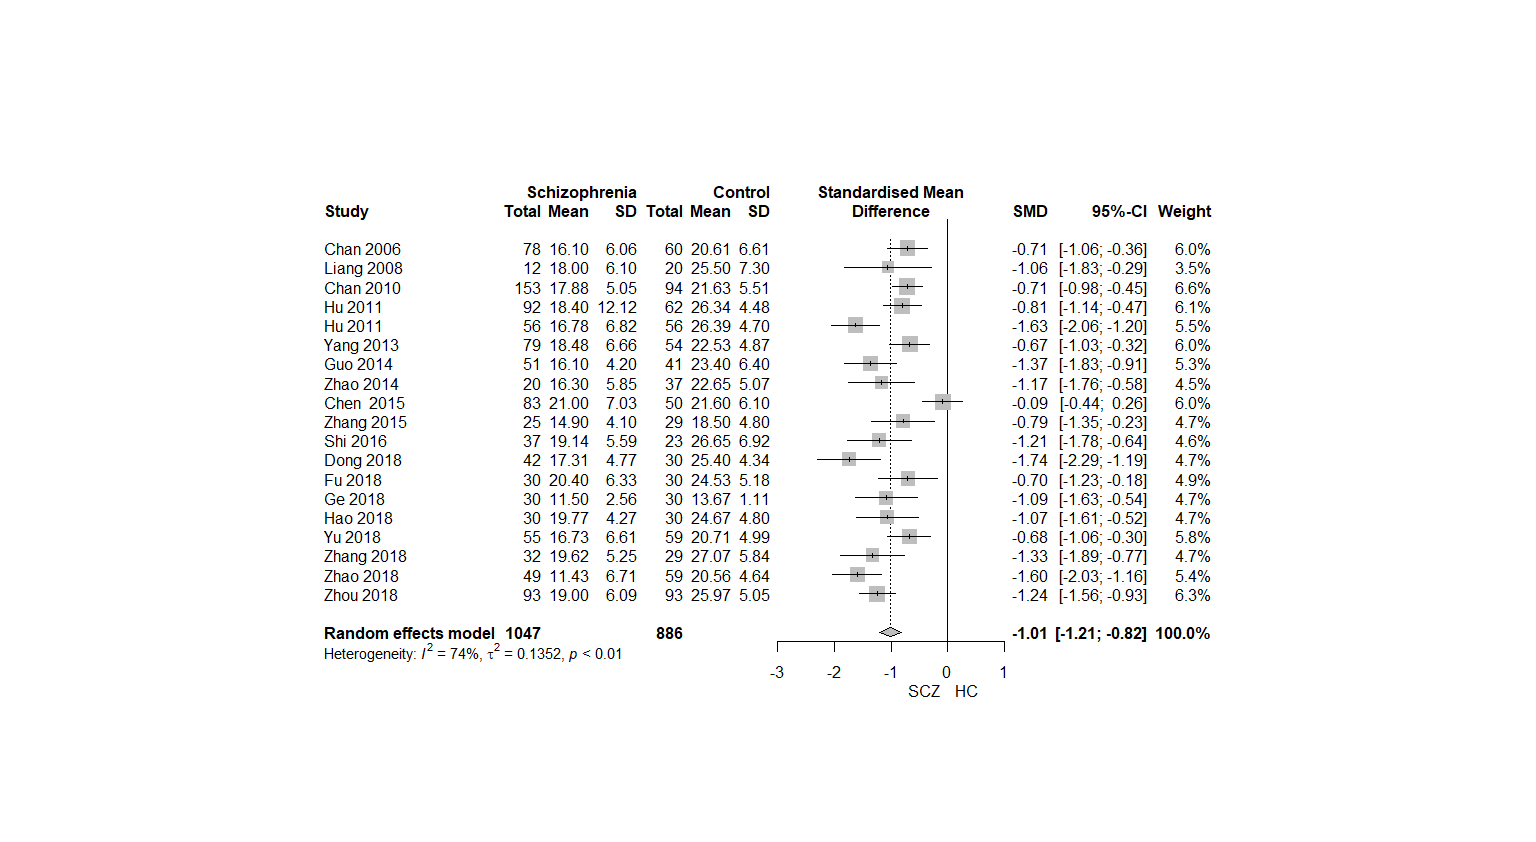 Schizophrenia Control Standardised Mean
Study Total Mean SD Total Mean SD Difference SMD 95%-CI Weight
Chan 2006 78 16.10 6.06 60 20.61 6.61 -0.71 [-1.06; -0.36] 6.0%
Liang 2008 12 18.00 6.10 20 25.50 7.30 -1.06 [-1.83; -0.29] 3.5%
Chan 2010 153 17.88 5.05 94 21.63 5.51 -0.71 [-0.98; -0.45] 6.6%
Hu 2011 92 18.40 12.12 62 26.34 4.48 -0.81 [-1.14; -0.47] 6.1%
Hu 2011 56 16.78 6.82 56 26.39 4.70 -1.63 [-2.06; -1.20] 5.5%
Yang 2013 79 18.48 6.66 54 22.53 4.87 -0.67 [-1.03; -0.32] 6.0%
Guo 2014 51 16.10 4.20 41 23.40 6.40 -1.37 [-1.83; -0.91] 5.3%
Zhao 2014 20 16.30 5.85 37 22.65 5.07 -1.17 [-1.76; -0.58] 4.5%
Chen 2015 83 21.00 7.03 50 21.60 6.10 -0.09 [-0.44; 0.26] 6.0%
Zhang 2015 25 14.90 4.10 29 18.50 4.80 -0.79 [-1.35; -0.23] 4.7%
Shi 2016 37 19.14 5.59 23 26.65 6.92 -1.21 [-1.78; -0.64] 4.6%
Dong 2018 42 17.31 4.77 30 25.40 4.34 -1.74 [-2.29; -1.19] 4.7%
Fu 2018 30 20.40 6.33 30 24.53 5.18 -0.70 [-1.23; -0.18] 4.9%
Ge 2018 30 11.50 2.56 30 13.67 1.11 -1.09 [-1.63; -0.54] 4.7%
Hao 2018 30 19.77 4.27 30 24.67 4.80 -1.07 [-1.61; -0.52] 4.7%
Yu 2018 55 16.73 6.61 59 20.71 4.99 -0.68 [-1.06; -0.30] 5.8%
Zhang 2018 32 19.62 5.25 29 27.07 5.84 -1.33 [-1.89; -0.77] 4.7%
Zhao 2018 49 11.43 6.71 59 20.56 4.64 -1.60 [-2.03; -1.16] 5.4%
Zhou 2018 93 19.00 6.09 93 25.97 5.05 -1.24 [-1.56; -0.93] 6.3%
Random effects model 1047 886 -1.01 [-1.21; -0.82] 100.0%
Heterogeneity: I² = 74%, τ² = 0.1352, p < 0.01
-3 -2 -1 0 1
SCZ HC